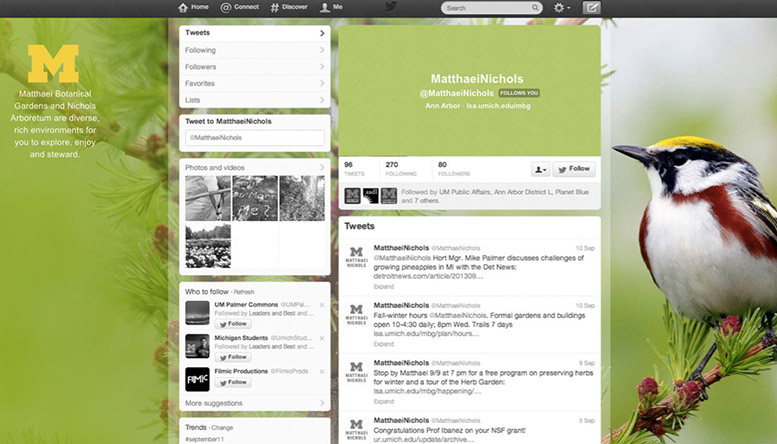 Home
Connect
Discover
Me
Search
M
Matthaei Botanical
Gardens and Nichols
Arboretum are diverse,
rich environments for
you to explore, enjoy
and steward.
Tweets
Following
Followers
Favorites
Lists
Tweet to MatthaeiNichols
@MatthaeiNichols
Photos and videos
Who to follow · Refresh
UM Palmer Commons @UMPal...
Followed by Leaders and Best and ...
Follow
Michigan Students @UmichStud...
Followed by Leaders and Best and ...
Follow
FilMIC
Filmic Productions @FilmicProds
Follow
More suggestions
Trends · Change
#september11
MatthaeiNichols
@MatthaeiNichols FOLLOWS YOU
Ann Arbor · lsa.umich.edu/mbg
96 TWEETS
270 FOLLOWING
80 FOLLOWERS
Follow
M
aadl
M
Followed by UM Public Affairs, Ann Arbor District L, Planet Blue
and 7 others.
Tweets
M
MATTHAEI
NICHOLS
MatthaeiNichols @MatthaeiNichols 10 Sep
@MatthaeiNichols Hort Mgr. Mike Palmer discusses challenges of
growing pineapples in MI with the Det News:
detroitnews.com/article/201309...
Expand
M
MATTHAEI
NICHOLS
MatthaeiNichols @MatthaeiNichols 10 Sep
Fall-winter hours @MatthaeiNichols. Formal gardens and buildings
open 10-4:30 daily; 8pm Wed. Trails 7 days
lsa.umich.edu/mbg/plan/hours...
Expand
M
MATTHAEI
NICHOLS
MatthaeiNichols @MatthaeiNichols 9 Sep
Stop by Matthaei 9/9 at 7 pm for a free program on preserving herbs
for winter and a tour of the Herb Garden:
lsa.umich.edu/mbg/happening/...
Expand
M
MATTHAEI
NICHOLS
MatthaeiNichols @MatthaeiNichols 5 Sep
Congratulations Prof Ibanez on your NSF grant!
ur.umich.edu/update/archive...